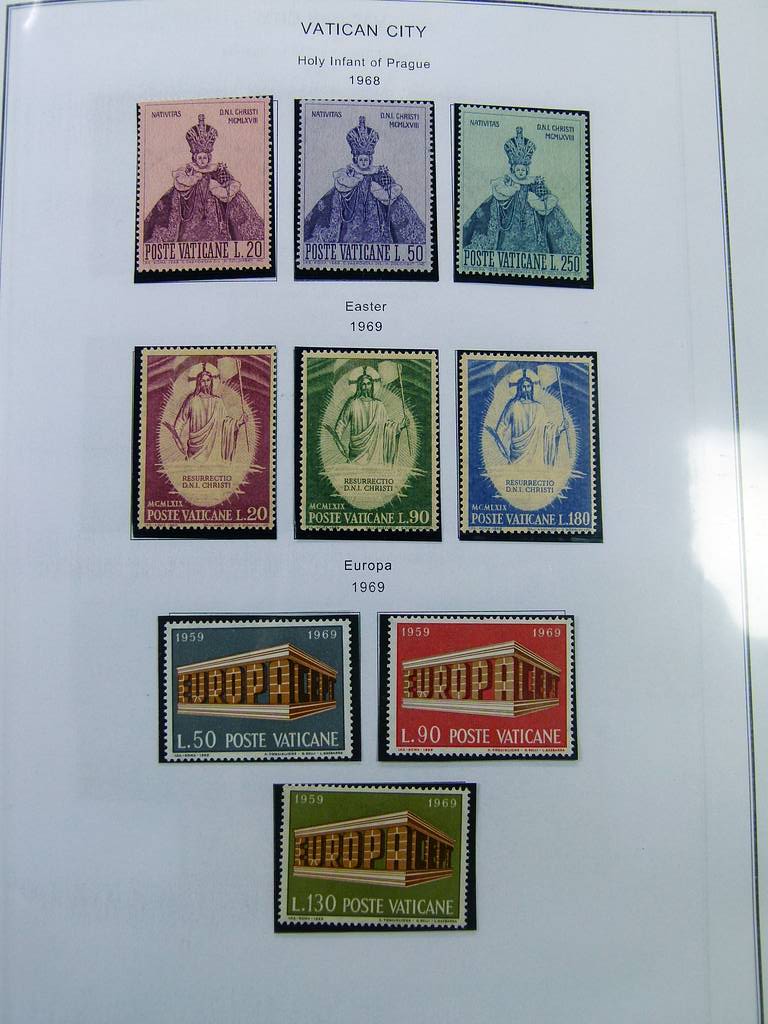 VATICAN CITY
Holy Infant of Prague
1968
NATIVITAS D.N.I. CHRISTI
MCMLXVIII
POSTE VATICANE L. 20
NATIVITAS D.N.I. CHRISTI
MCMLXVIII
POSTE VATICANE L. 50
NATIVITAS D.N.I. CHRISTI
MCMLXVIII
POSTE VATICANE L. 250
Easter
1969
RESURRECTIO
D.N.I. CHRISTI
MCMLXIX
POSTE VATICANE L. 20
RESURRECTIO
D.N.I. CHRISTI
MCMLXIX
POSTE VATICANE L. 90
RESURRECTIO
D.N.I. CHRISTI
MCMLXIX
POSTE VATICANE L. 180
Europa
1969
1959 1969
EUROPA CEPT
L. 50 POSTE VATICANE
1959 1969
EUROPA CEPT
L. 90 POSTE VATICANE
1959 1969
EUROPA CEPT
L. 130 POSTE VATICANE